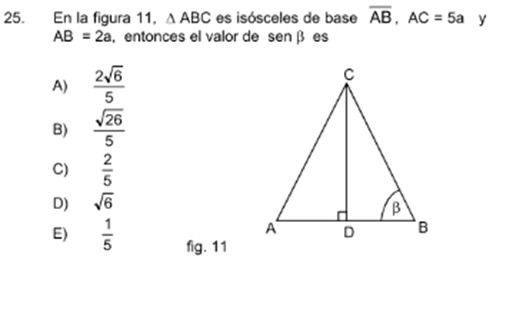 25. En la figura 11, Δ ABC es isósceles de base A̅B̅, AC = 5a y
AB = 2a, entonces el valor de sen β es
A) 2√6/5
B) √26/5
C) 2/5
D) √6
E) 1/5
fig. 11
C
A
D
β
B